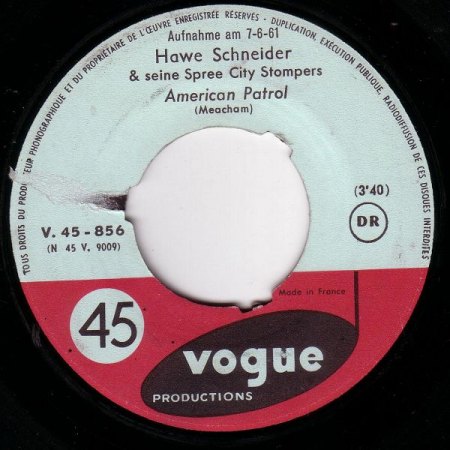 TOUS DROITS DU PRODUCTEUR PHONOGRAPHIQUE ET DU PROPRIÉTAIRE DE L'ŒUVRE ENREGISTRÉE RÉSERVÉS - DUPLICATION, EXÉCUTION PUBLIQUE, RADIODIFFUSION DE CES DISQUES INTERDITES
Aufnahme am 7-6-61
Hawe Schneider
& seine Spree City Stompers
American Patrol
(Meacham)
(3'40)
DR
V. 45-856
(N 45 V. 9009)
Made in France
45
vogue
PRODUCTIONS